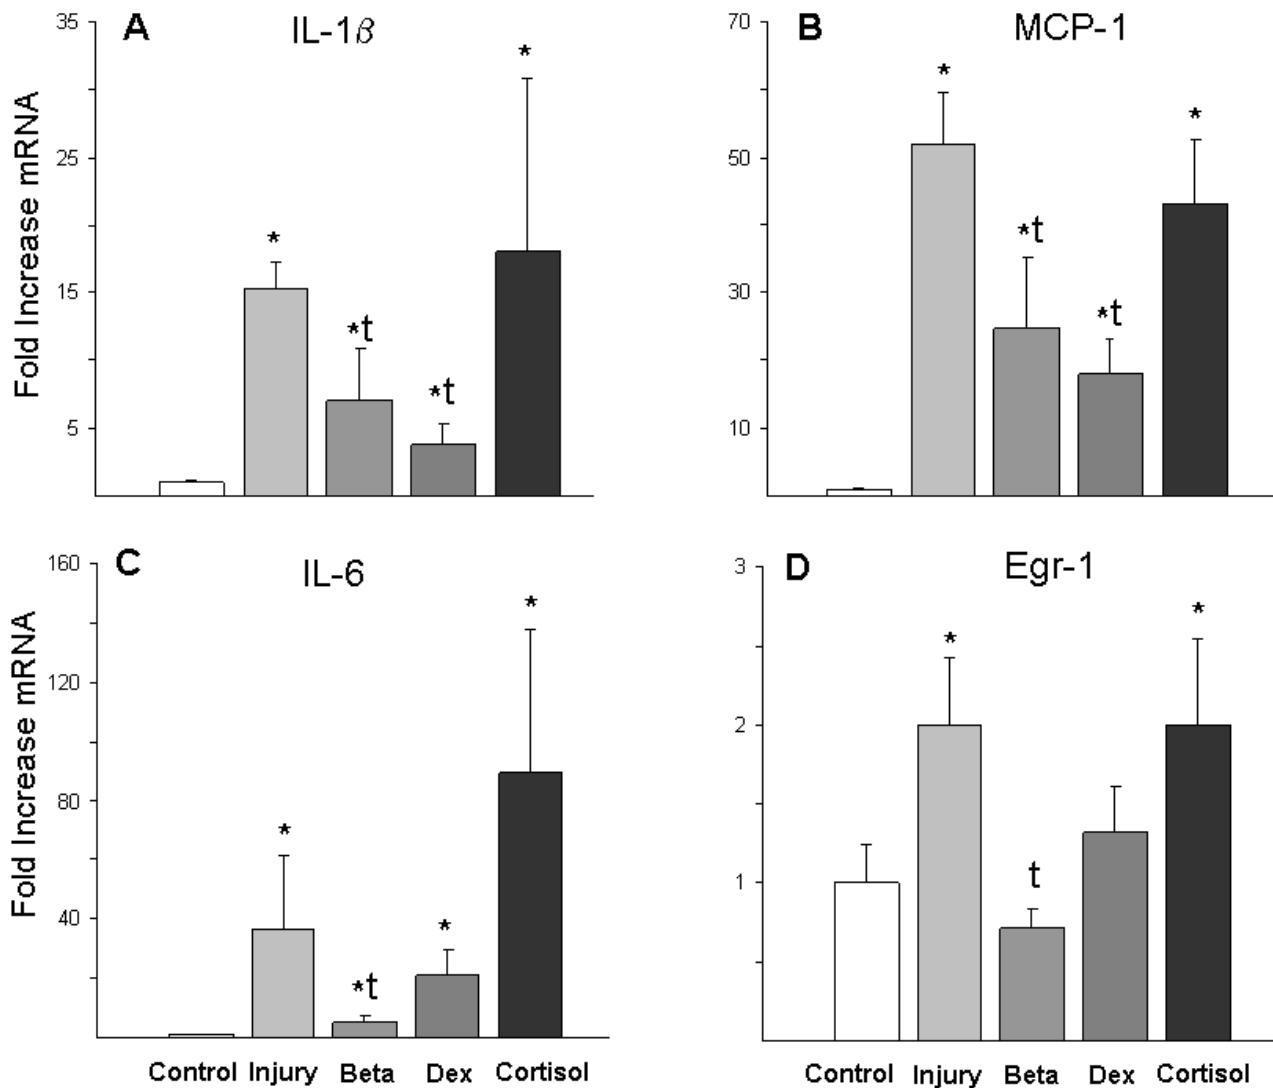 A IL-1β
Fold Increase mRNA
35
25
15
5
*
*t
*t
*
B MCP-1
70
50
30
10
*
*t
*t
*
C IL-6
Fold Increase mRNA
160
120
80
40
*
*t
*
*
Control Injury Beta Dex Cortisol
D Egr-1
3
2
1
*
t
*
Control Injury Beta Dex Cortisol